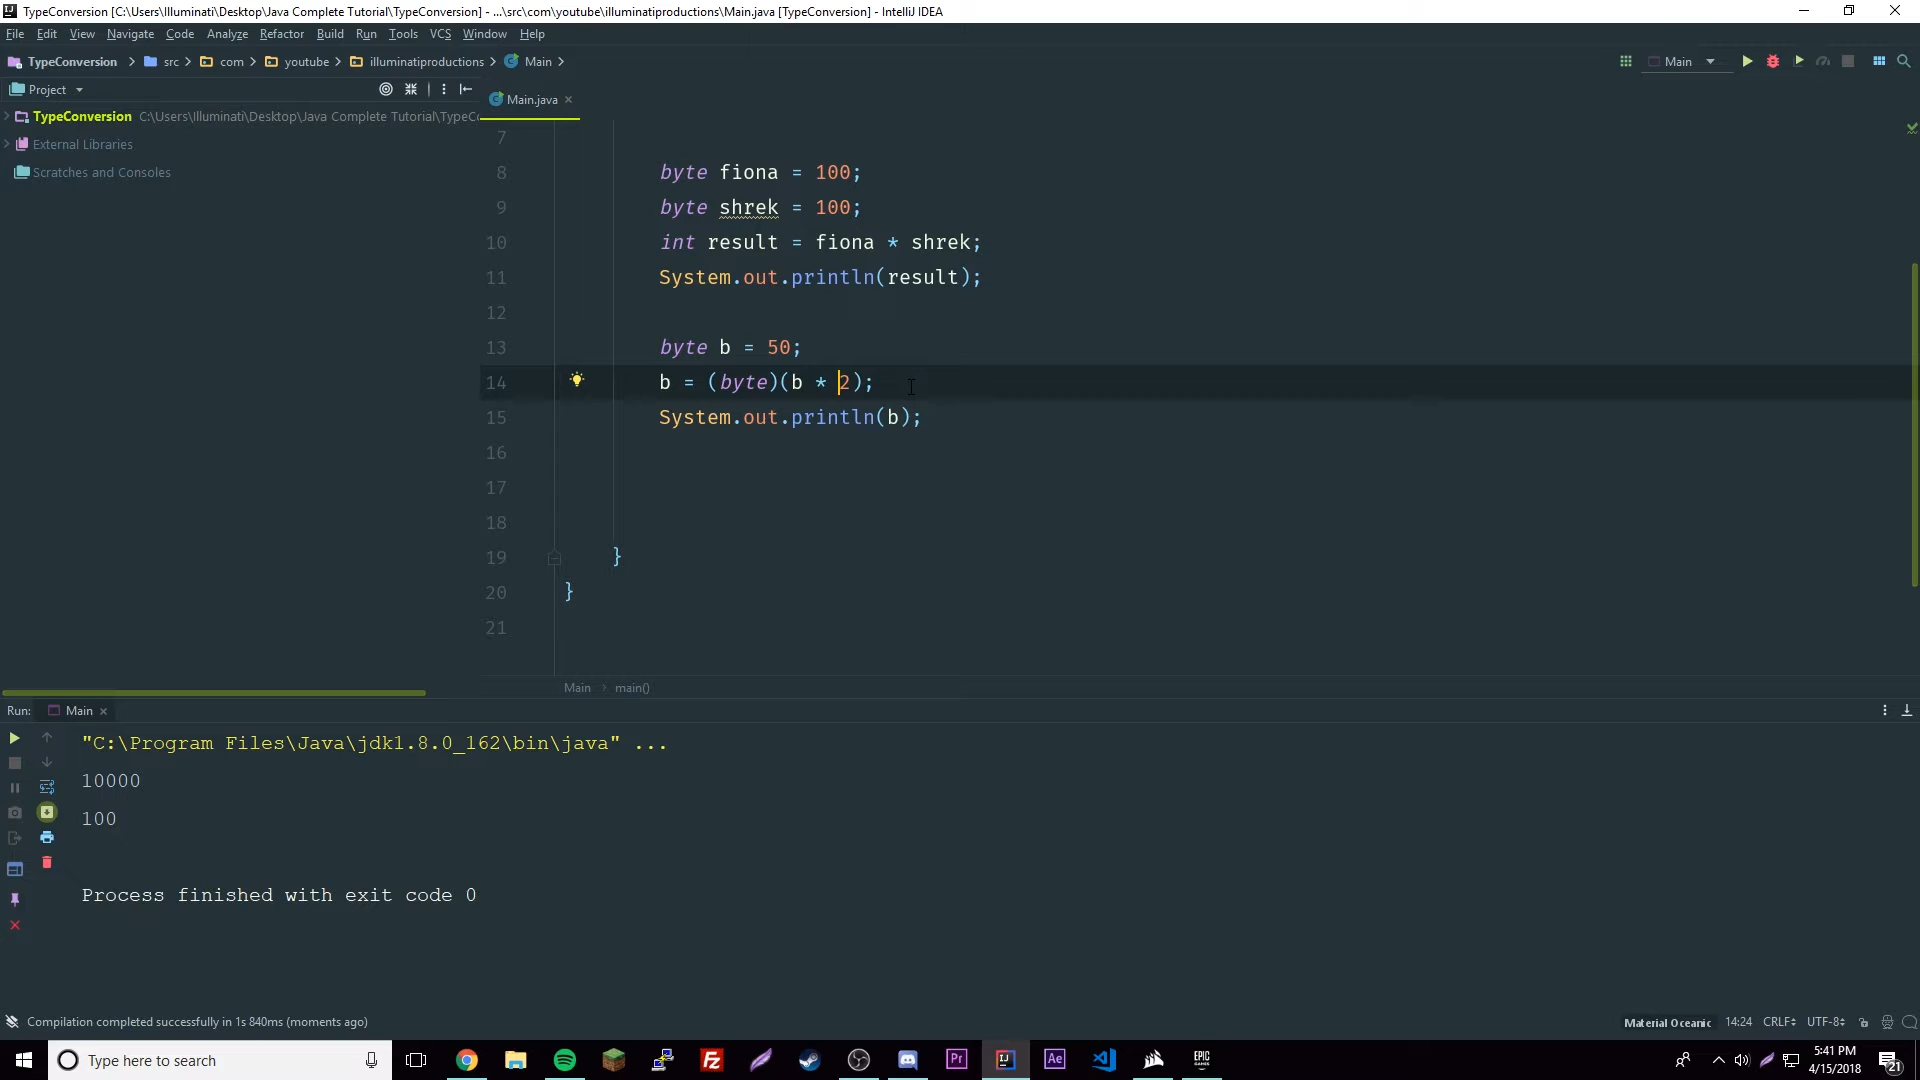 TypeConversion [C:\Users\Illuminati\Desktop\Java Complete Tutorial\TypeConversion] - ...\src\com\youtube\illuminatiproductions\Main.java [TypeConversion] - IntelliJ IDEA
File Edit View Navigate Code Analyze Refactor Build Run Tools VCS Window Help
TypeConversion src com youtube illuminatiproductions Main
Main
Project
Main.java
TypeConversion C:\Users\Illuminati\Desktop\Java Complete Tutorial\TypeC
External Libraries
Scratches and Consoles
7
8 byte fiona = 100;
9 byte shrek = 100;
10 int result = fiona * shrek;
11 System.out.println(result);
12
13 byte b = 50;
14 b = (byte)(b * 2);
15 System.out.println(b);
16
17
18
19 }
20 }
21
Main main()
Run: Main
"C:\Program Files\Java\jdk1.8.0_162\bin\java" ...
10000
100
Process finished with exit code 0
Compilation completed successfully in 1s 840ms (moments ago)
Material Oceanic 14:24 CRLF UTF-8
Type here to search
Fz
Pr
IJ
Ae
EPIC GAMES
5:41 PM
4/15/2018
21